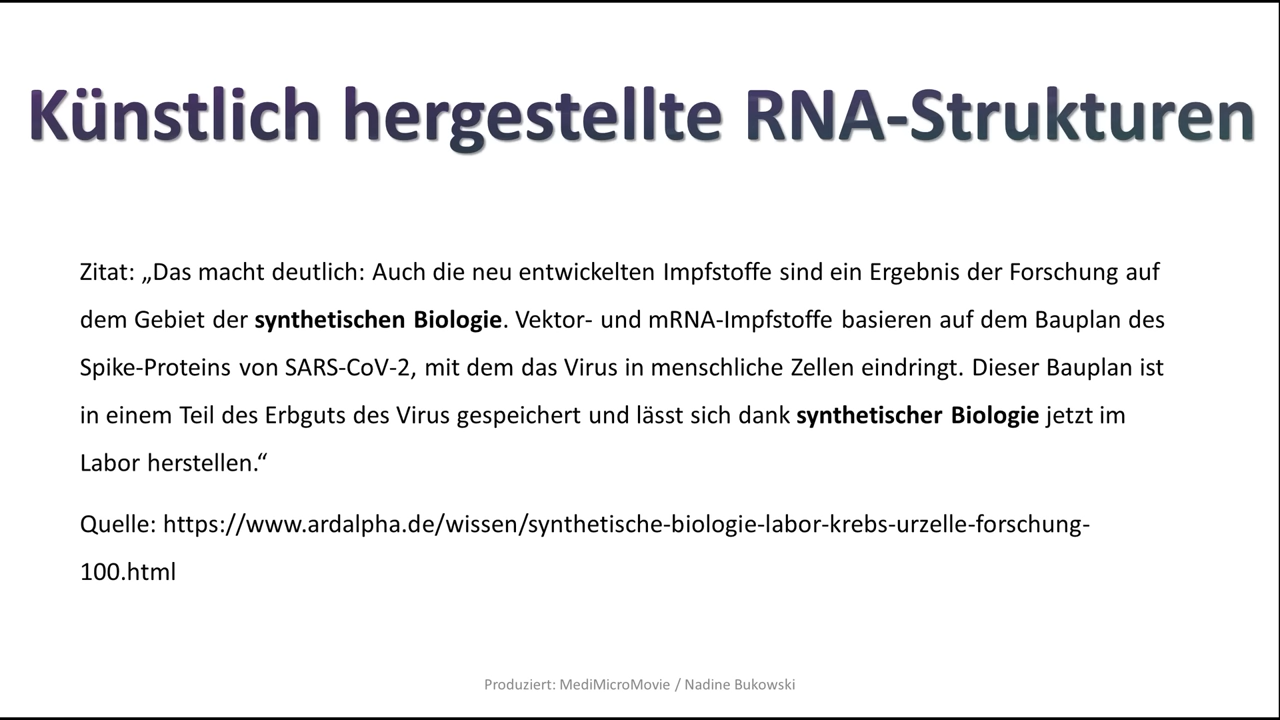 Künstlich hergestellte RNA-Strukturen
Zitat: „Das macht deutlich: Auch die neu entwickelten Impfstoffe sind ein Ergebnis der Forschung auf
dem Gebiet der synthetischen Biologie. Vektor- und mRNA-Impfstoffe basieren auf dem Bauplan des
Spike-Proteins von SARS-CoV-2, mit dem das Virus in menschliche Zellen eindringt. Dieser Bauplan ist
in einem Teil des Erbguts des Virus gespeichert und lässt sich dank synthetischer Biologie jetzt im
Labor herstellen.“
Quelle: https://www.ardalpha.de/wissen/synthetische-biologie-labor-krebs-urzelle-forschung-
100.html
Produziert: MediMicroMovie / Nadine Bukowski